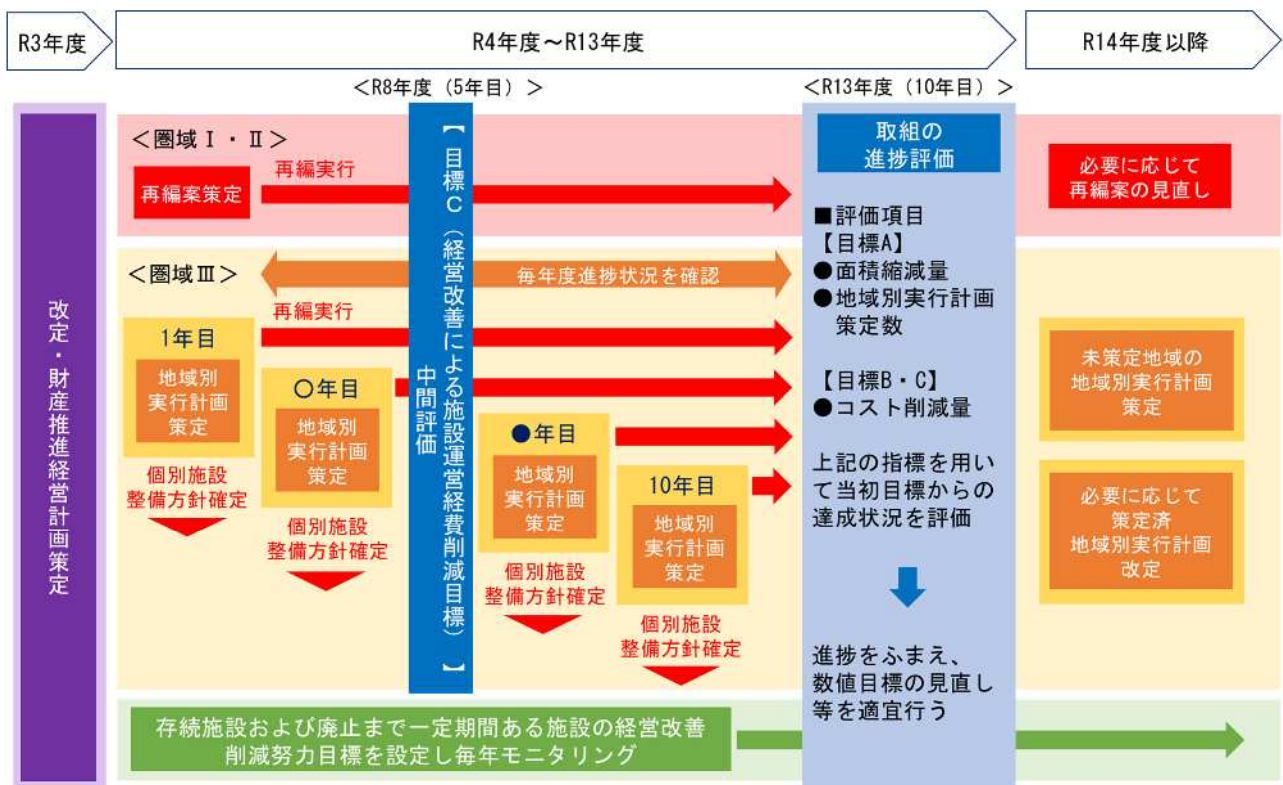 R3年度
R4年度～R13年度
R14年度以降
＜R8年度（5年目）＞
＜R13年度（10年目）＞
改定・財産推進経営計画策定
＜圏域Ⅰ・Ⅱ＞
再編案策定
再編実行
【目標C（経営改善による施設運営経費削減目標）】
中間評価
＜圏域Ⅲ＞
毎年度進捗状況を確認
再編実行
1年目
地域別
実行計画
策定
個別施設
整備方針確定
〇年目
地域別
実行計画
策定
個別施設
整備方針確定
●年目
地域別
実行計画
策定
個別施設
整備方針確定
10年目
地域別
実行計画
策定
個別施設
整備方針確定
取組の
進捗評価
■評価項目
【目標A】
●面積縮減量
●地域別実行計画
策定数
【目標B・C】
●コスト削減量
上記の指標を用い
て当初目標からの
達成状況を評価
進捗をふまえ、
数値目標の見直し
等を適宜行う
必要に応じて
再編案の見直し
未策定地域の
地域別実行計画
策定
必要に応じて
策定済
地域別実行計画
改定
存続施設および廃止まで一定期間ある施設の経営改善
削減努力目標を設定し毎年モニタリング